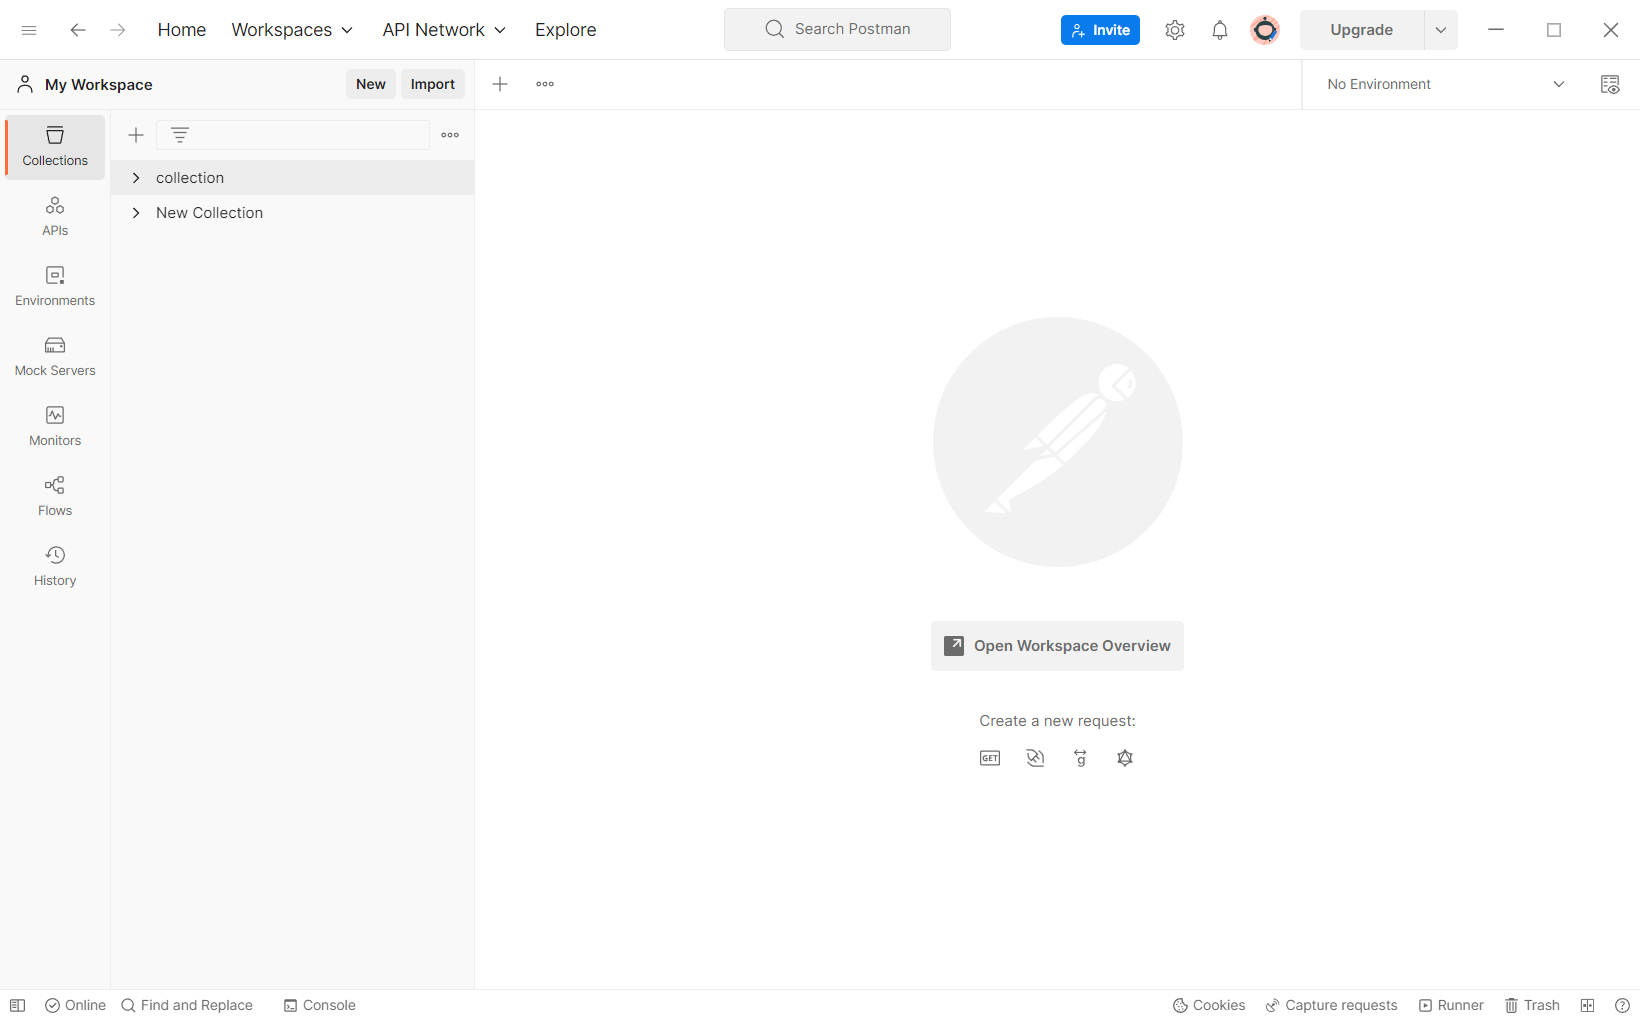 Home Workspaces API Network Explore Search Postman Invite Upgrade
My Workspace New Import No Environment
Collections
collection
New Collection
APIs
Environments
Mock Servers
Monitors
Flows
History
Open Workspace Overview
Create a new request:
GET g
Online Find and Replace Console Cookies Capture requests Runner Trash